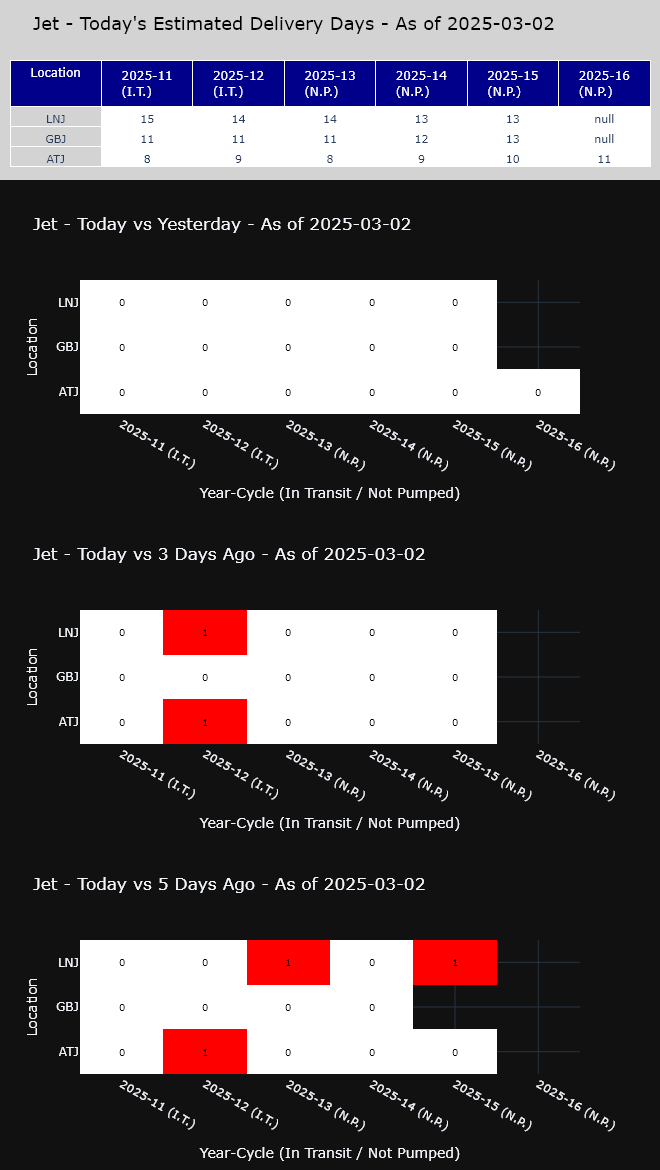 Jet - Today's Estimated Delivery Days - As of 2025-03-02
Location 2025-11 (I.T.) 2025-12 (I.T.) 2025-13 (N.P.) 2025-14 (N.P.) 2025-15 (N.P.) 2025-16 (N.P.)
LNJ 15 14 14 13 13 null
GBJ 11 11 11 12 13 null
ATJ 8 9 8 9 10 11
Jet - Today vs Yesterday - As of 2025-03-02
Location
LNJ 0 0 0 0 0
GBJ 0 0 0 0 0
ATJ 0 0 0 0 0 0
2025-11 (I.T.) 2025-12 (I.T.) 2025-13 (N.P.) 2025-14 (N.P.) 2025-15 (N.P.) 2025-16 (N.P.)
Year-Cycle (In Transit / Not Pumped)
Jet - Today vs 3 Days Ago - As of 2025-03-02
Location
LNJ 0 1 0 0 0
GBJ 0 0 0 0 0
ATJ 0 1 0 0 0
2025-11 (I.T.) 2025-12 (I.T.) 2025-13 (N.P.) 2025-14 (N.P.) 2025-15 (N.P.) 2025-16 (N.P.)
Year-Cycle (In Transit / Not Pumped)
Jet - Today vs 5 Days Ago - As of 2025-03-02
Location
LNJ 0 0 1 0 1
GBJ 0 0 0 0
ATJ 0 1 0 0 0
2025-11 (I.T.) 2025-12 (I.T.) 2025-13 (N.P.) 2025-14 (N.P.) 2025-15 (N.P.) 2025-16 (N.P.)
Year-Cycle (In Transit / Not Pumped)